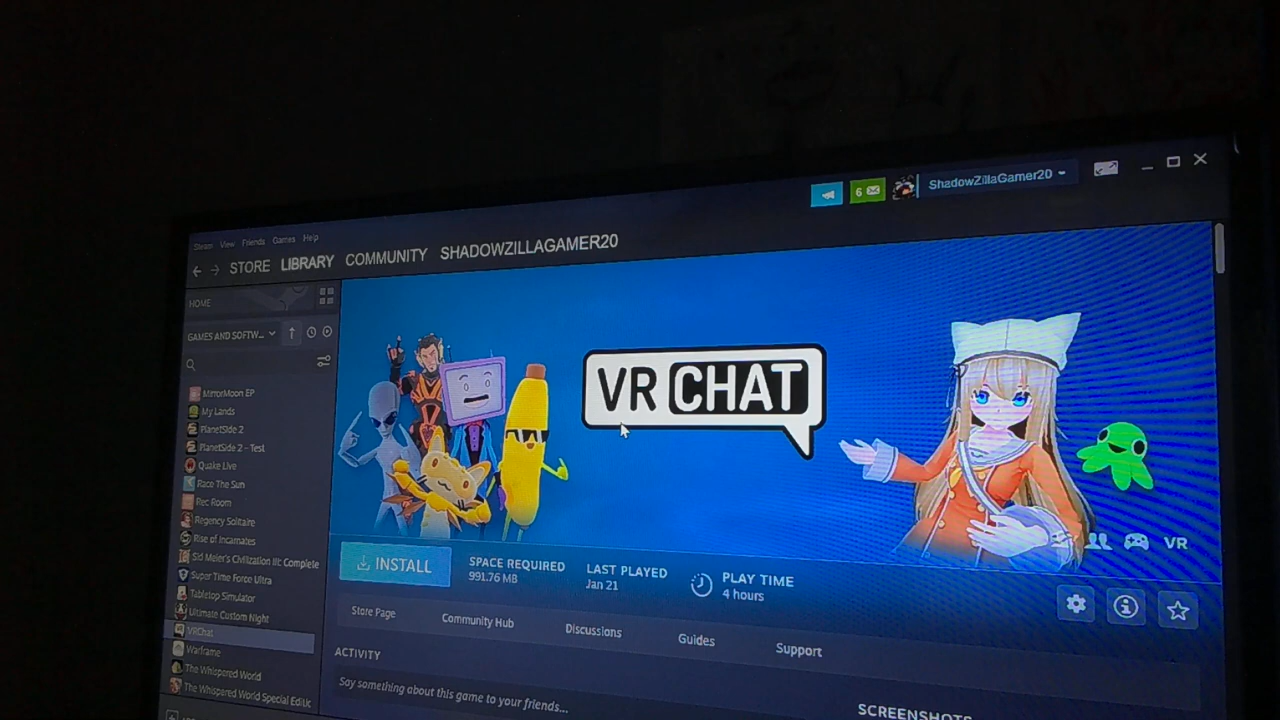 6
ShadowZillaGamer20
Steam View Friends Games Help
STORE LIBRARY COMMUNITY SHADOWZILLAGAMER20
HOME
GAMES AND SOFTW...
MirrorMoon EP
My Lands
PlanetSide 2
PlanetSide 2 - Test
Quake Live
Race The Sun
Rec Room
Regency Solitaire
Rise of Incarnates
Sid Meier's Civilization III: Complete
Super Time Force Ultra
Tabletop Simulator
Ultimate Custom Night
VRChat
Warframe
The Whispered World
The Whispered World Special Editic
VR CHAT
VR
INSTALL
SPACE REQUIRED
991.76 MB
LAST PLAYED
Jan 21
PLAY TIME
4 hours
Store Page
Community Hub
Discussions
Guides
Support
ACTIVITY
Say something about this game to your friends...
SCREENSHOTS